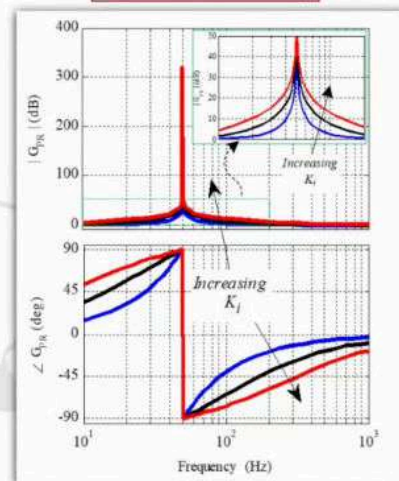 400
300
200
100
0
| G_PR | (dB)
50
40
30
20
10
0
| G_PR | (dB)
Increasing
K_i
90
45
0
-45
-90
∠ G_PR (deg)
Increasing
K_i
10^1
10^2
10^3
Frequency (Hz)